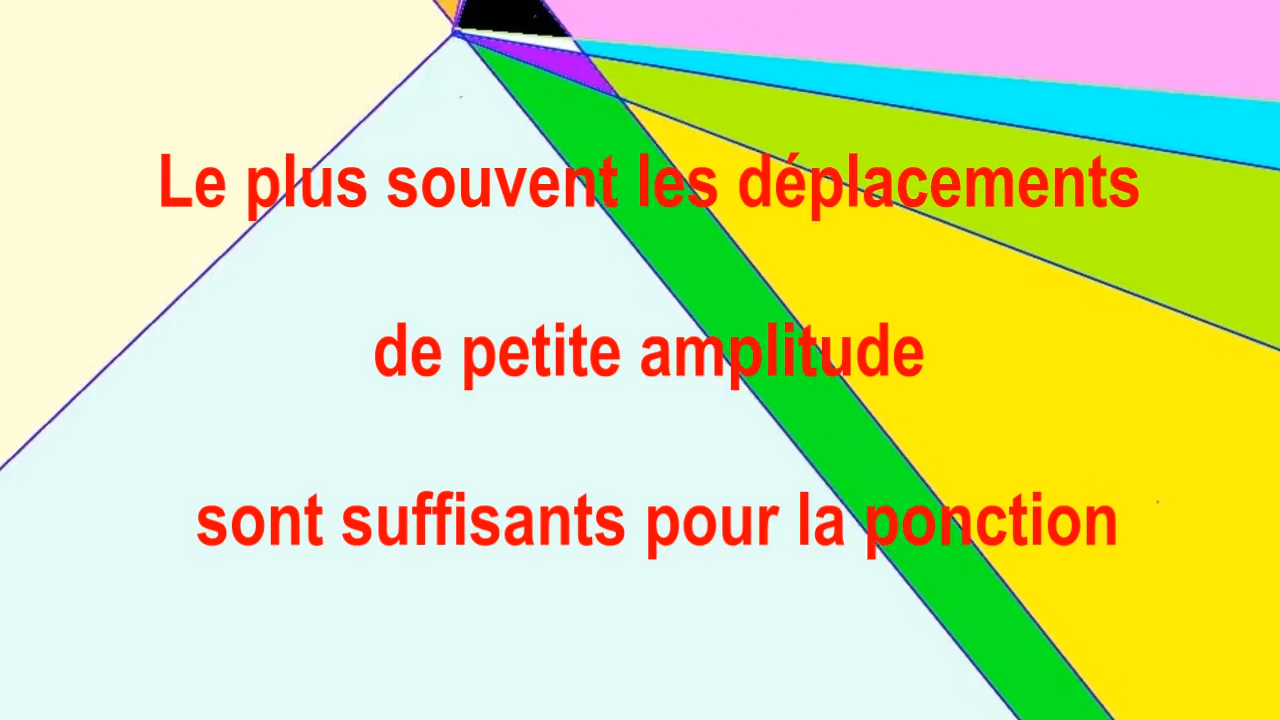 Le plus souvent les déplacements
de petite amplitude
sont suffisants pour la ponction